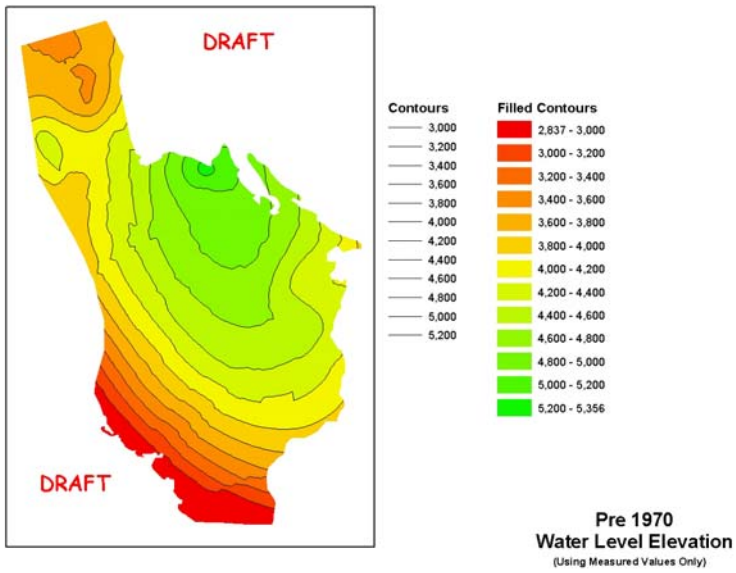 DRAFT
DRAFT
Contours
3,000
3,200
3,400
3,600
3,800
4,000
4,200
4,400
4,600
4,800
5,000
5,200
Filled Contours
2,837 - 3,000
3,000 - 3,200
3,200 - 3,400
3,400 - 3,600
3,600 - 3,800
3,800 - 4,000
4,000 - 4,200
4,200 - 4,400
4,400 - 4,600
4,600 - 4,800
4,800 - 5,000
5,000 - 5,200
5,200 - 5,356
Pre 1970
Water Level Elevation
(Using Measured Values Only)